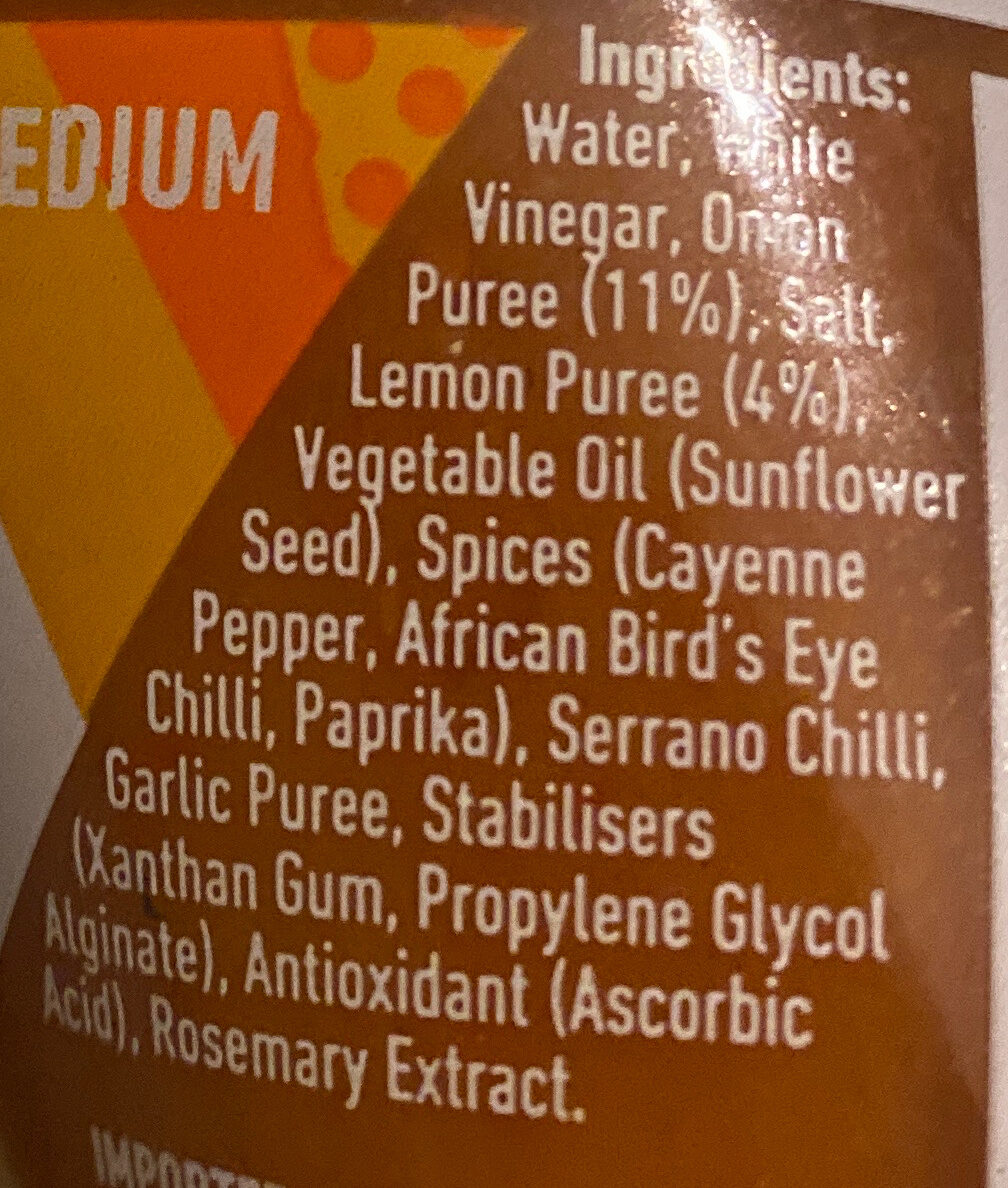 EDIUM
Ingredients:
Water, White
Vinegar, Onion
Puree (11%), Salt,
Lemon Puree (4%),
Vegetable Oil (Sunflower
Seed), Spices (Cayenne
Pepper, African Bird's Eye
Chilli, Paprika), Serrano Chilli,
Garlic Puree, Stabilisers
(Xanthan Gum, Propylene Glycol
Alginate), Antioxidant (Ascorbic
Acid), Rosemary Extract.